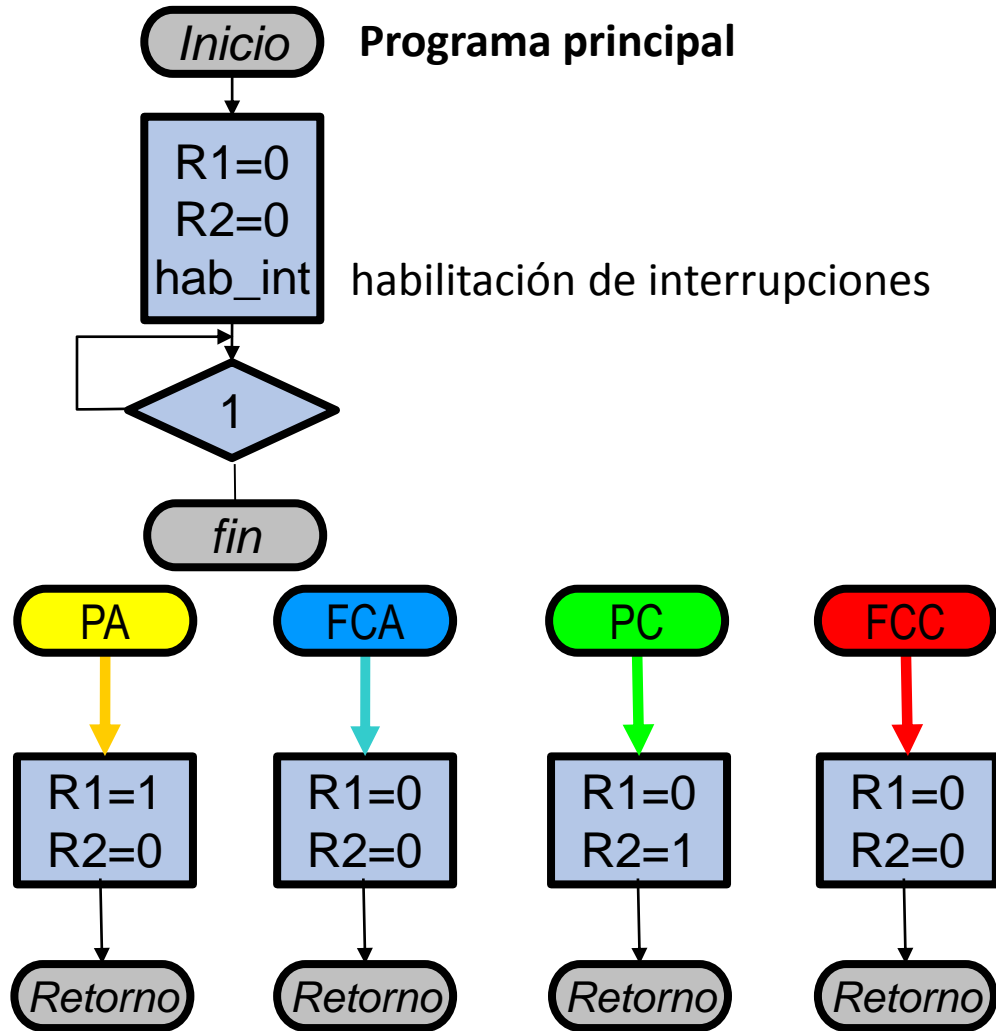 Inicio
Programa principal
R1=0
R2=0
hab_int
habilitación de interrupciones
1
fin
PA
FCA
PC
FCC
R1=1
R2=0
R1=0
R2=0
R1=0
R2=1
R1=0
R2=0
Retorno
Retorno
Retorno
Retorno